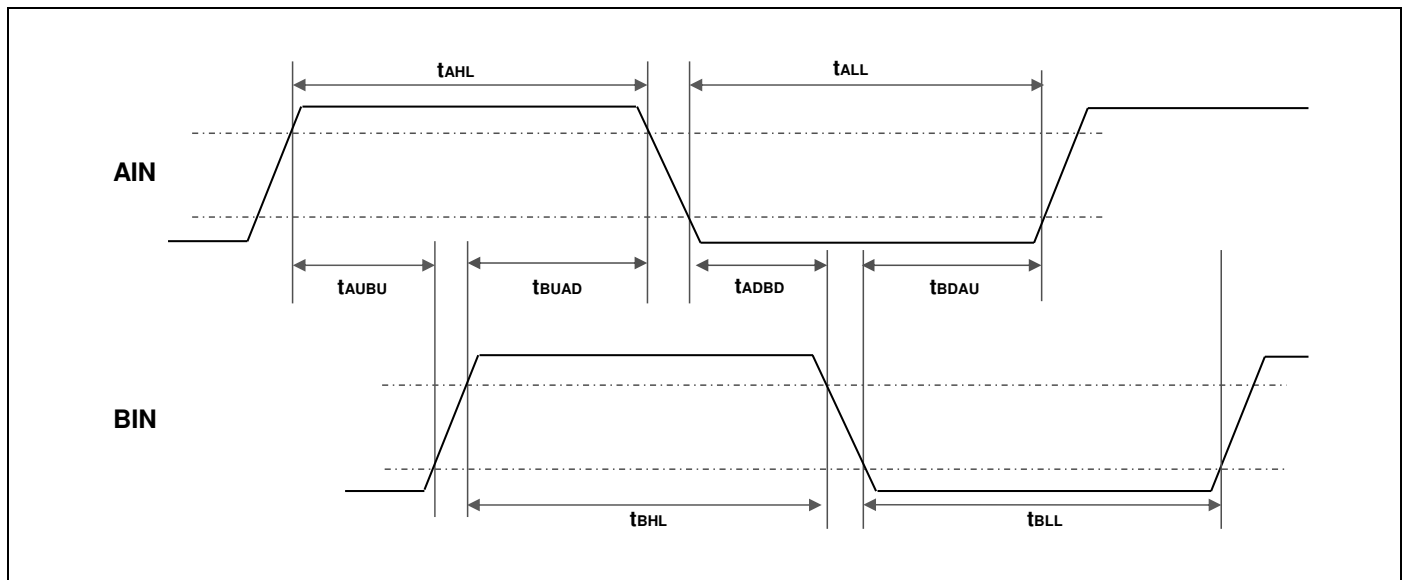 tAHL
tALL
AIN
tAUBU
tBUAD
tADBD
tBDAU
BIN
tBHL
tBLL